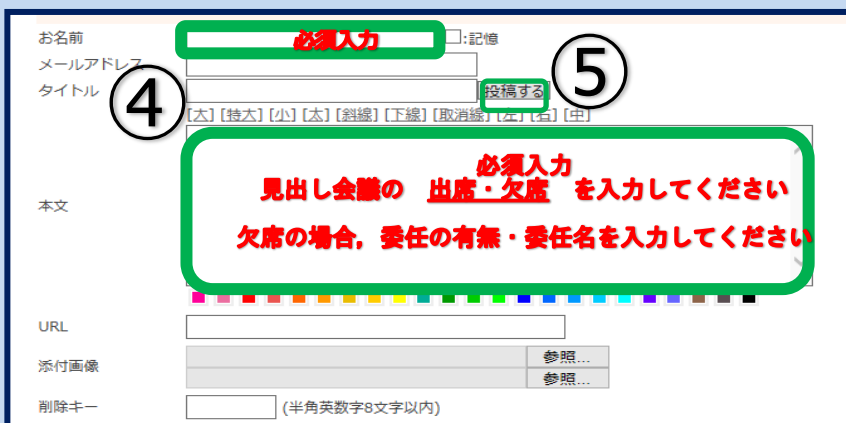 お名前 必須入力 :記憶
メールアドレス
④ ⑤
タイトル 投稿する
[大] [特大] [小] [太] [斜線] [下線] [取消線] [左] [右] [中]
必須入力
見出し会議の 出席・欠席 を入力してください
本文
欠席の場合，委任の有無・委任名を入力してください
URL
添付画像 参照...
参照...
削除キー (半角英数字8文字以内)